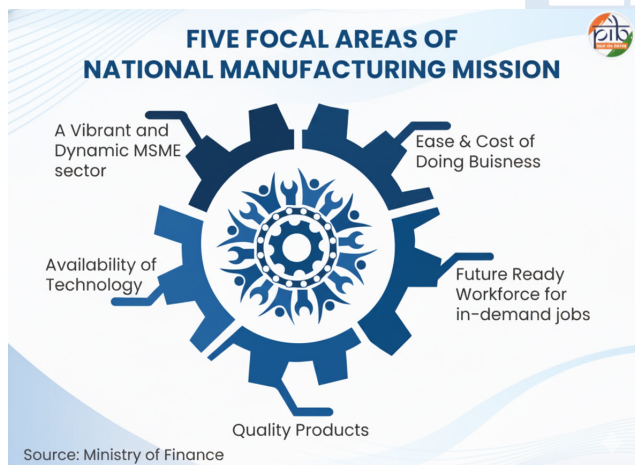 FIVE FOCAL AREAS OF
NATIONAL MANUFACTURING MISSION
A Vibrant and
Dynamic MSME
sector
Ease & Cost of
Doing Buisness
Availability of
Technology
Future Ready
Workforce for
in-demand jobs
Quality Products
Source: Ministry of Finance